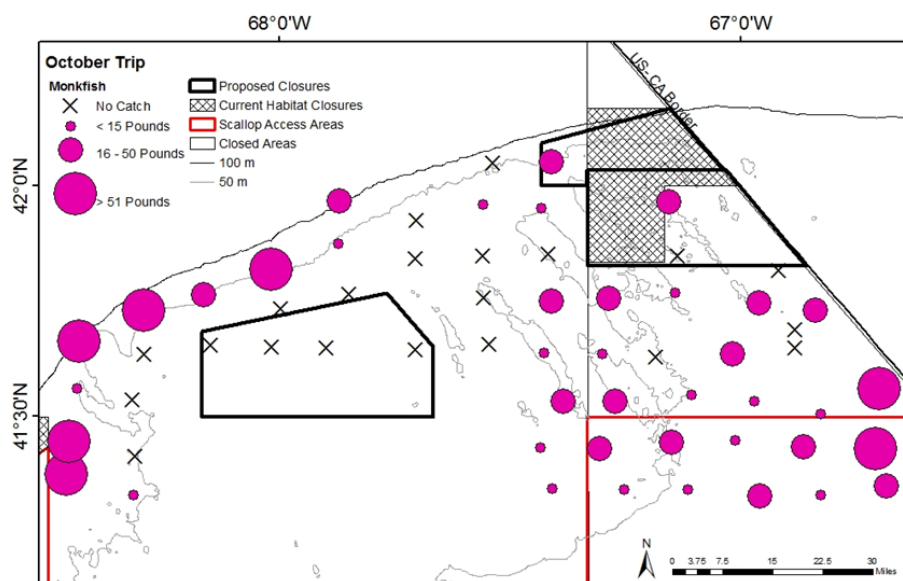 68°0'W
67°0'W
October Trip
Monkfish
No Catch
< 15 Pounds
16 - 50 Pounds
> 51 Pounds
Proposed Closures
Current Habitat Closures
Scallop Access Areas
Closed Areas
100 m
50 m
US- CA Border
42°0'N
41°30'N
N
0 3.75 7.5 15 22.5 30
Miles